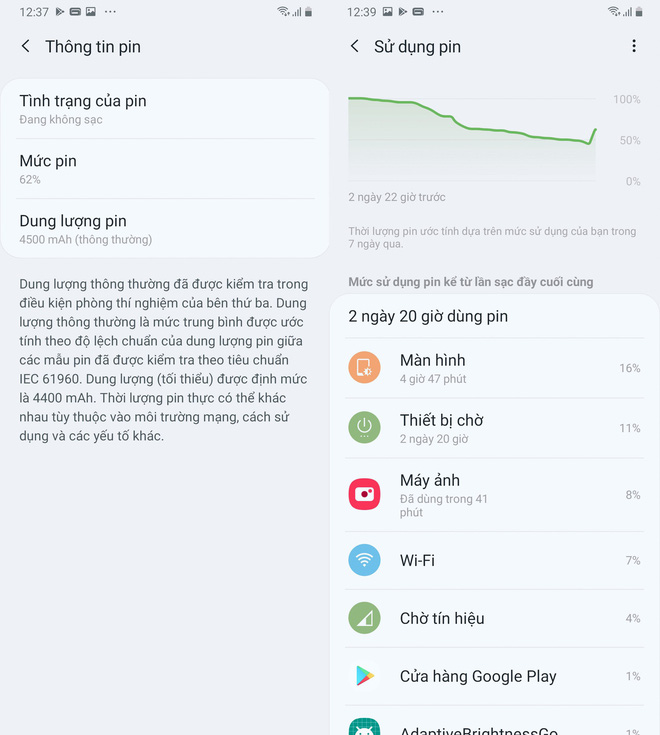 12:37
Thông tin pin
Tình trạng của pin
Đang không sạc
Mức pin
62%
Dung lượng pin
4500 mAh (thông thường)
Dung lượng thông thường đã được kiểm tra trong
điều kiện phòng thí nghiệm của bên thứ ba. Dung
lượng thông thường là mức trung bình được ước
tính theo độ lệch chuẩn của dung lượng pin giữa
các mẫu pin đã được kiểm tra theo tiêu chuẩn
IEC 61960. Dung lượng (tối thiểu) được định mức
là 4400 mAh. Thời lượng pin thực có thể khác
nhau tùy thuộc vào môi trường mạng, cách sử
dụng và các yếu tố khác.
12:39
Sử dụng pin
100%
50%
0%
2 ngày 22 giờ trước
Thời lượng pin ước tính dựa trên mức sử dụng của bạn trong
7 ngày qua.
Mức sử dụng pin kể từ lần sạc đầy cuối cùng
2 ngày 20 giờ dùng pin
Màn hình
4 giờ 47 phút
16%
Thiết bị chờ
2 ngày 20 giờ
11%
Máy ảnh
Đã dùng trong 41
phút
8%
Wi-Fi
7%
Chờ tín hiệu
4%
Cửa hàng Google Play
1%
AdaptiveBrightnessGo
1%